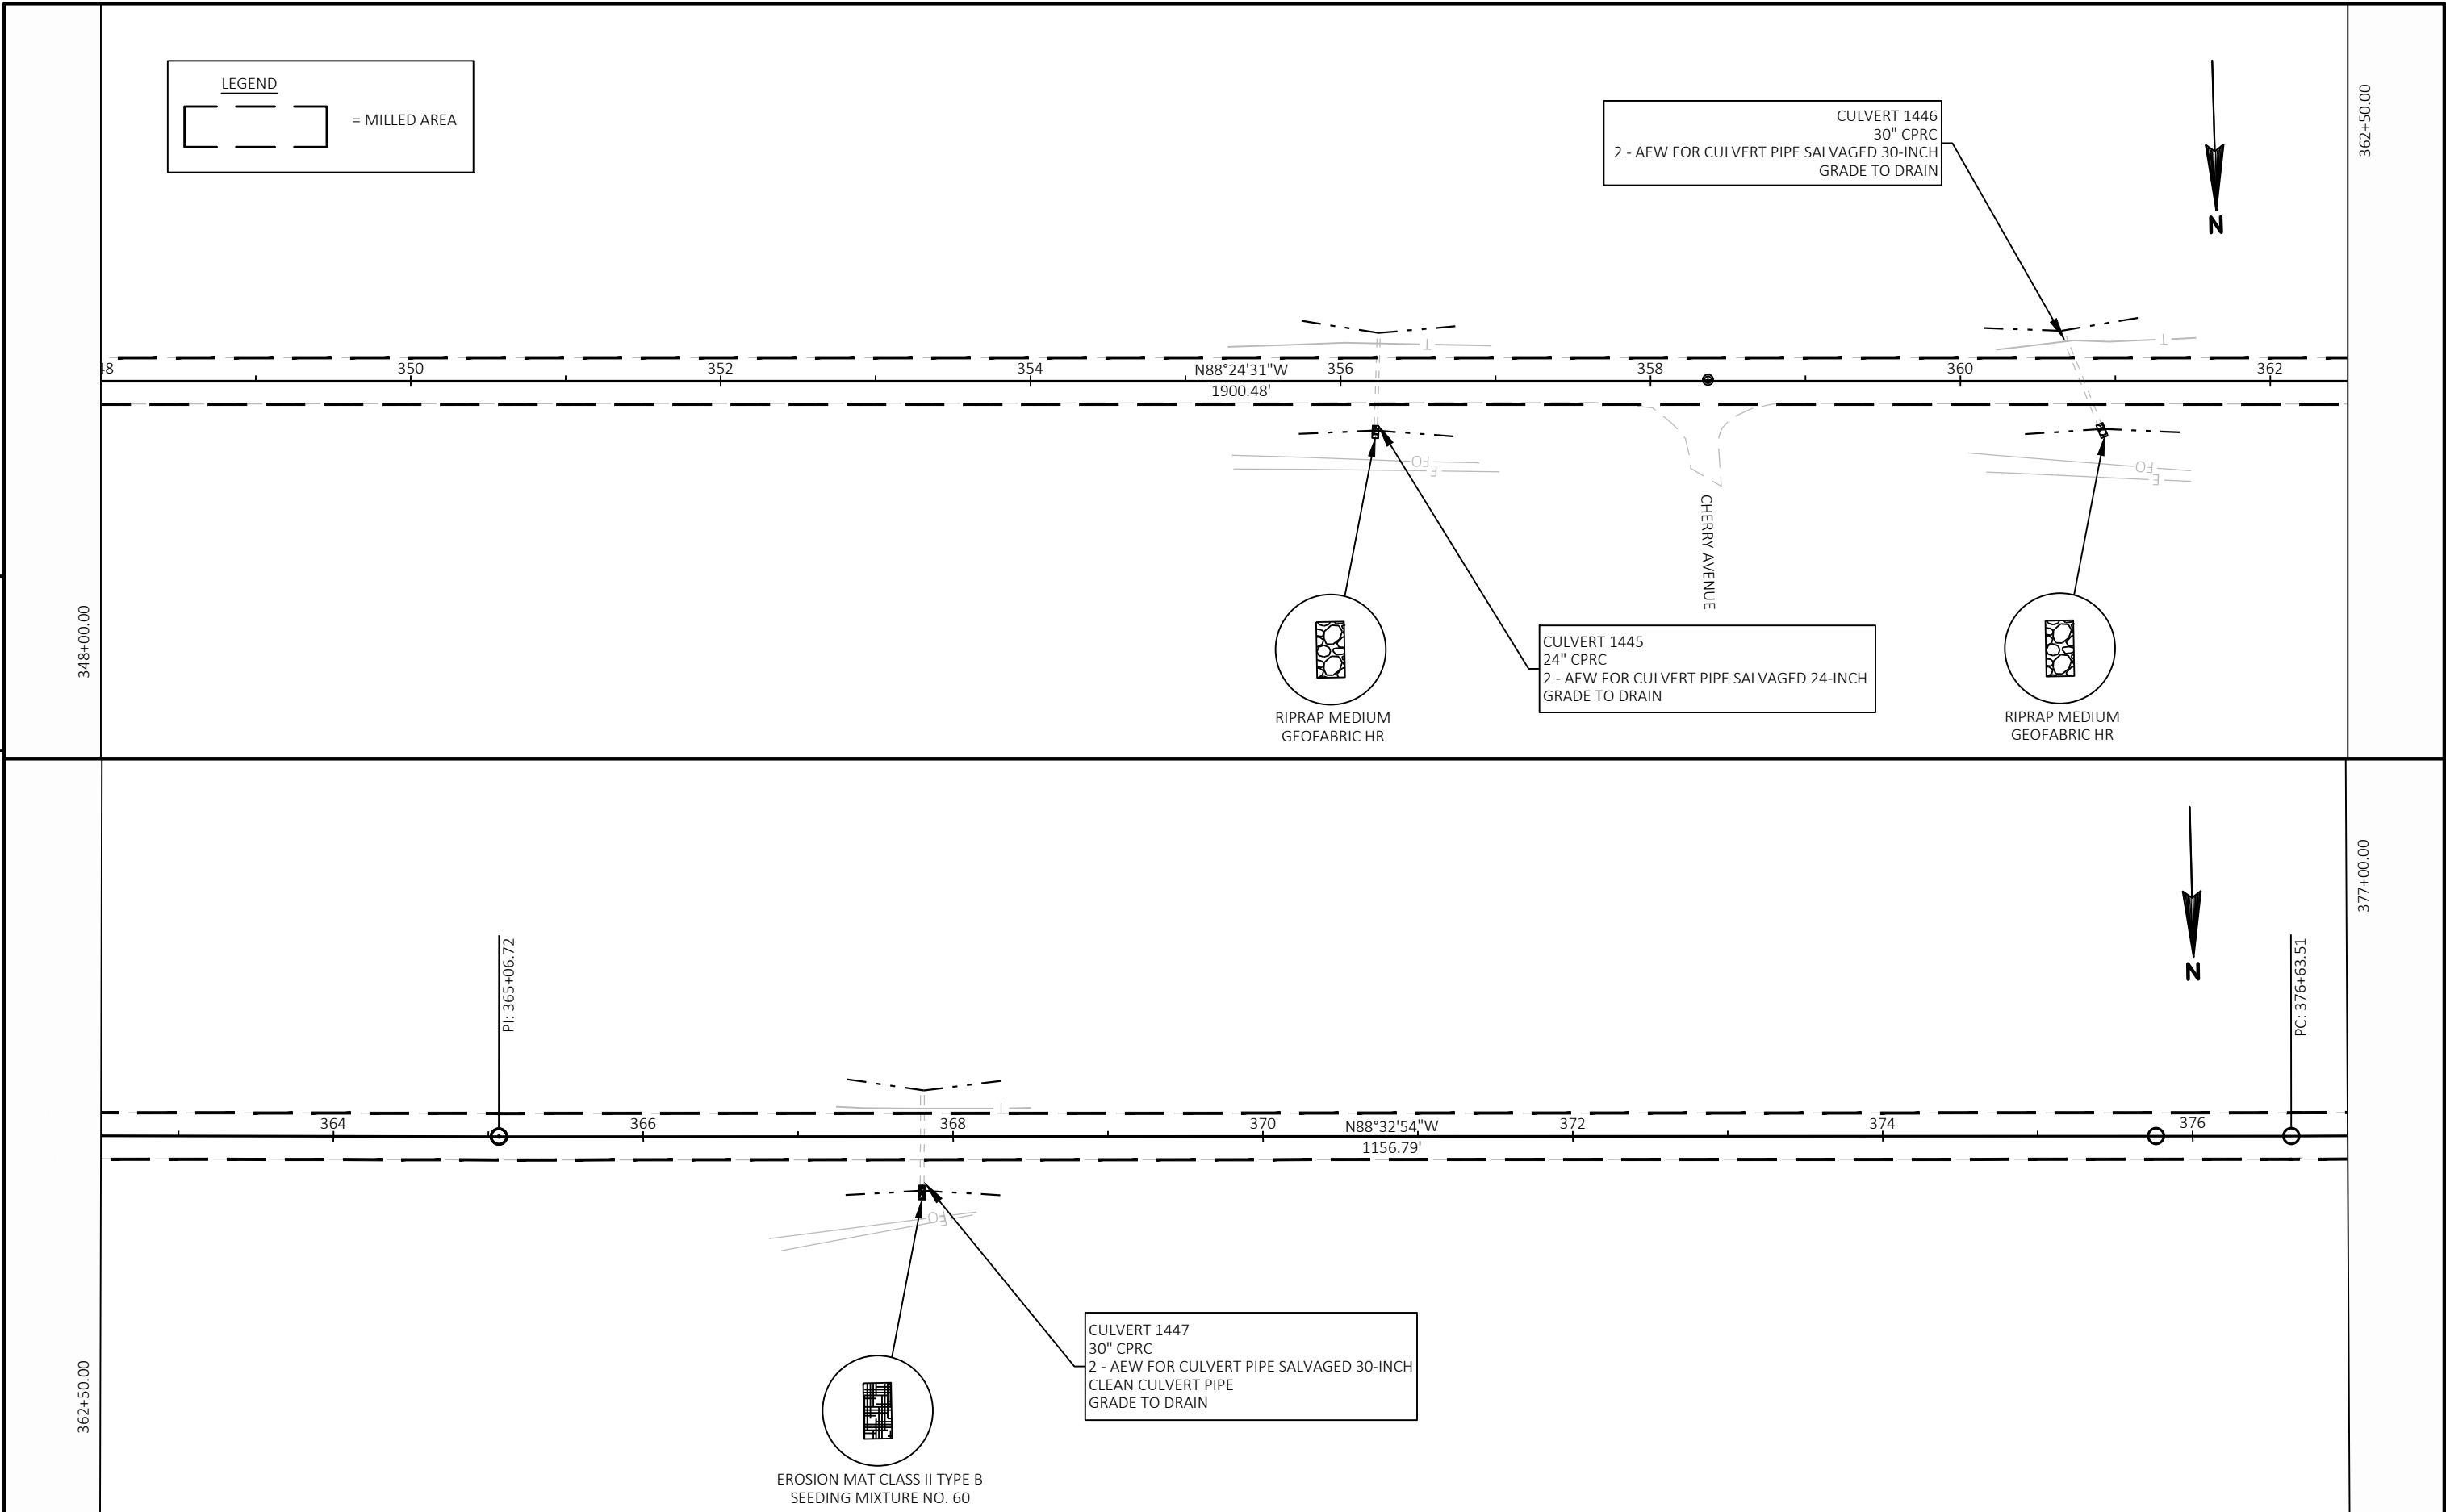 LEGEND
= MILLED AREA
CULVERT 1446
30" CPRC
2 - AEW FOR CULVERT PIPE SALVAGED 30-INCH
GRADE TO DRAIN
N
362+50.00
348+00.00
350
352
354
N88°24'31"W
1900.48'
356
358
360
362
T
T
FO
E
FO
E
CHERRY AVENUE
CULVERT 1445
24" CPRC
2 - AEW FOR CULVERT PIPE SALVAGED 24-INCH
GRADE TO DRAIN
RIPRAP MEDIUM
GEOFABRIC HR
RIPRAP MEDIUM
GEOFABRIC HR
N
377+00.00
362+50.00
PI: 365+06.72
PC: 376+63.51
364
366
368
370
N88°32'54"W
1156.79'
372
374
376
T
FO
CULVERT 1447
30" CPRC
2 - AEW FOR CULVERT PIPE SALVAGED 30-INCH
CLEAN CULVERT PIPE
GRADE TO DRAIN
EROSION MAT CLASS II TYPE B
SEEDING MIXTURE NO. 60